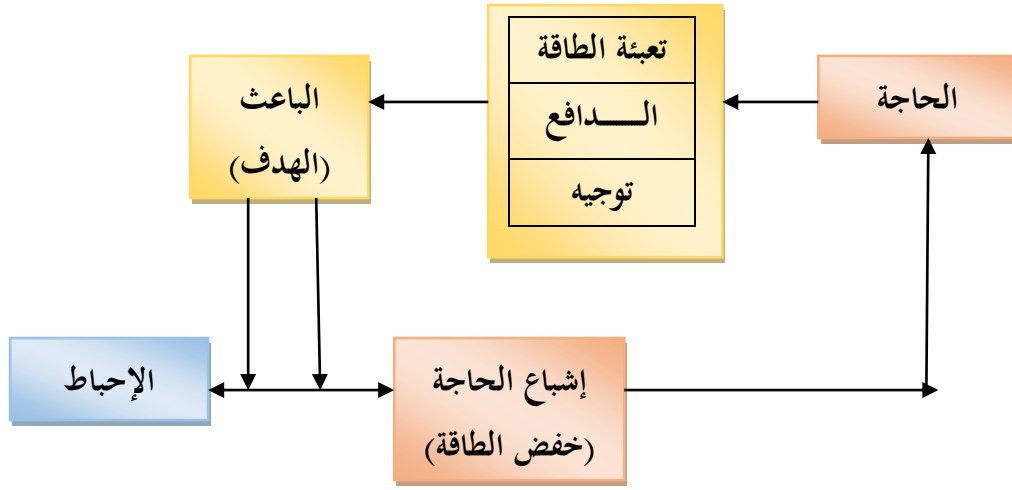 الحاجة
تعبئة الطاقة
الـــــدافع
توجيه
الباعث
(الهدف)
إشباع الحاجة
(خفض الطاقة)
الإحباط